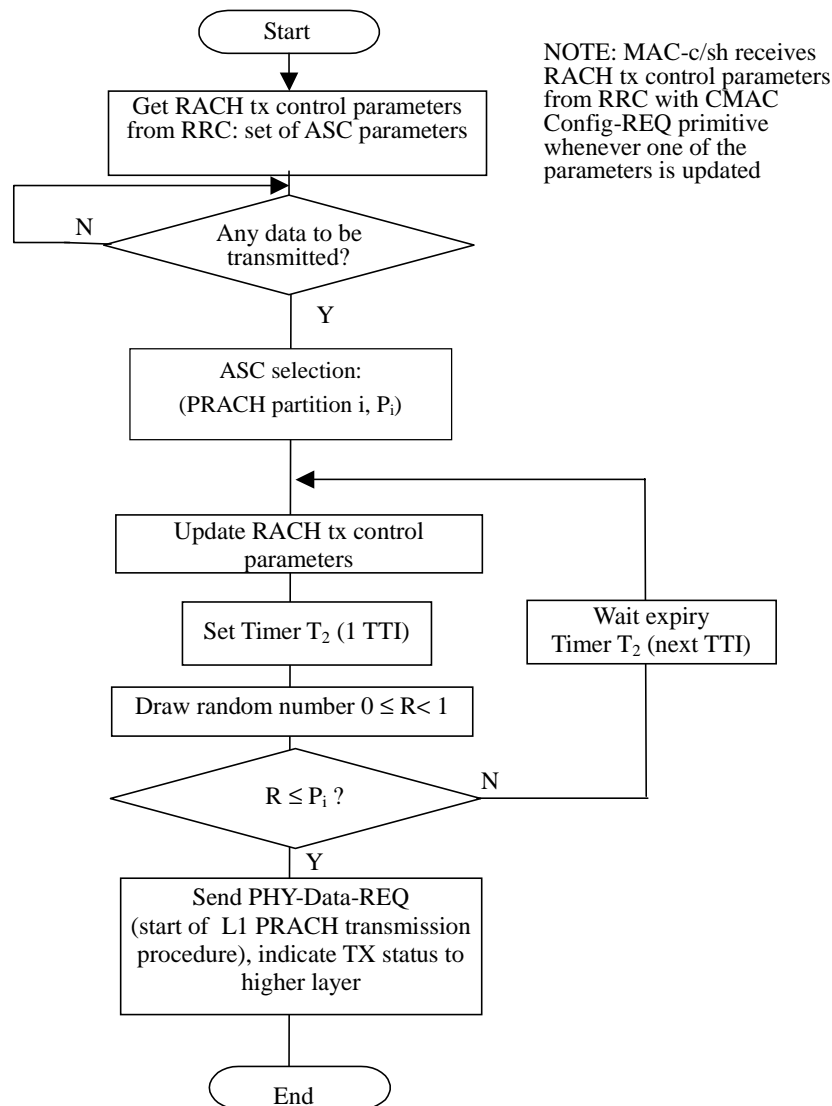 Start
NOTE: MAC-c/sh receives
RACH tx control parameters
from RRC with CMAC
Config-REQ primitive
whenever one of the
parameters is updated
Get RACH tx control parameters
from RRC: set of ASC parameters
N
Any data to be
transmitted?
Y
ASC selection:
(PRACH partition i, Pᵢ)
Update RACH tx control
parameters
Set Timer T₂ (1 TTI)
Wait expiry
Timer T₂ (next TTI)
Draw random number 0 ≤ R< 1
N
R ≤ Pᵢ ?
Y
Send PHY-Data-REQ
(start of L1 PRACH transmission
procedure), indicate TX status to
higher layer
End